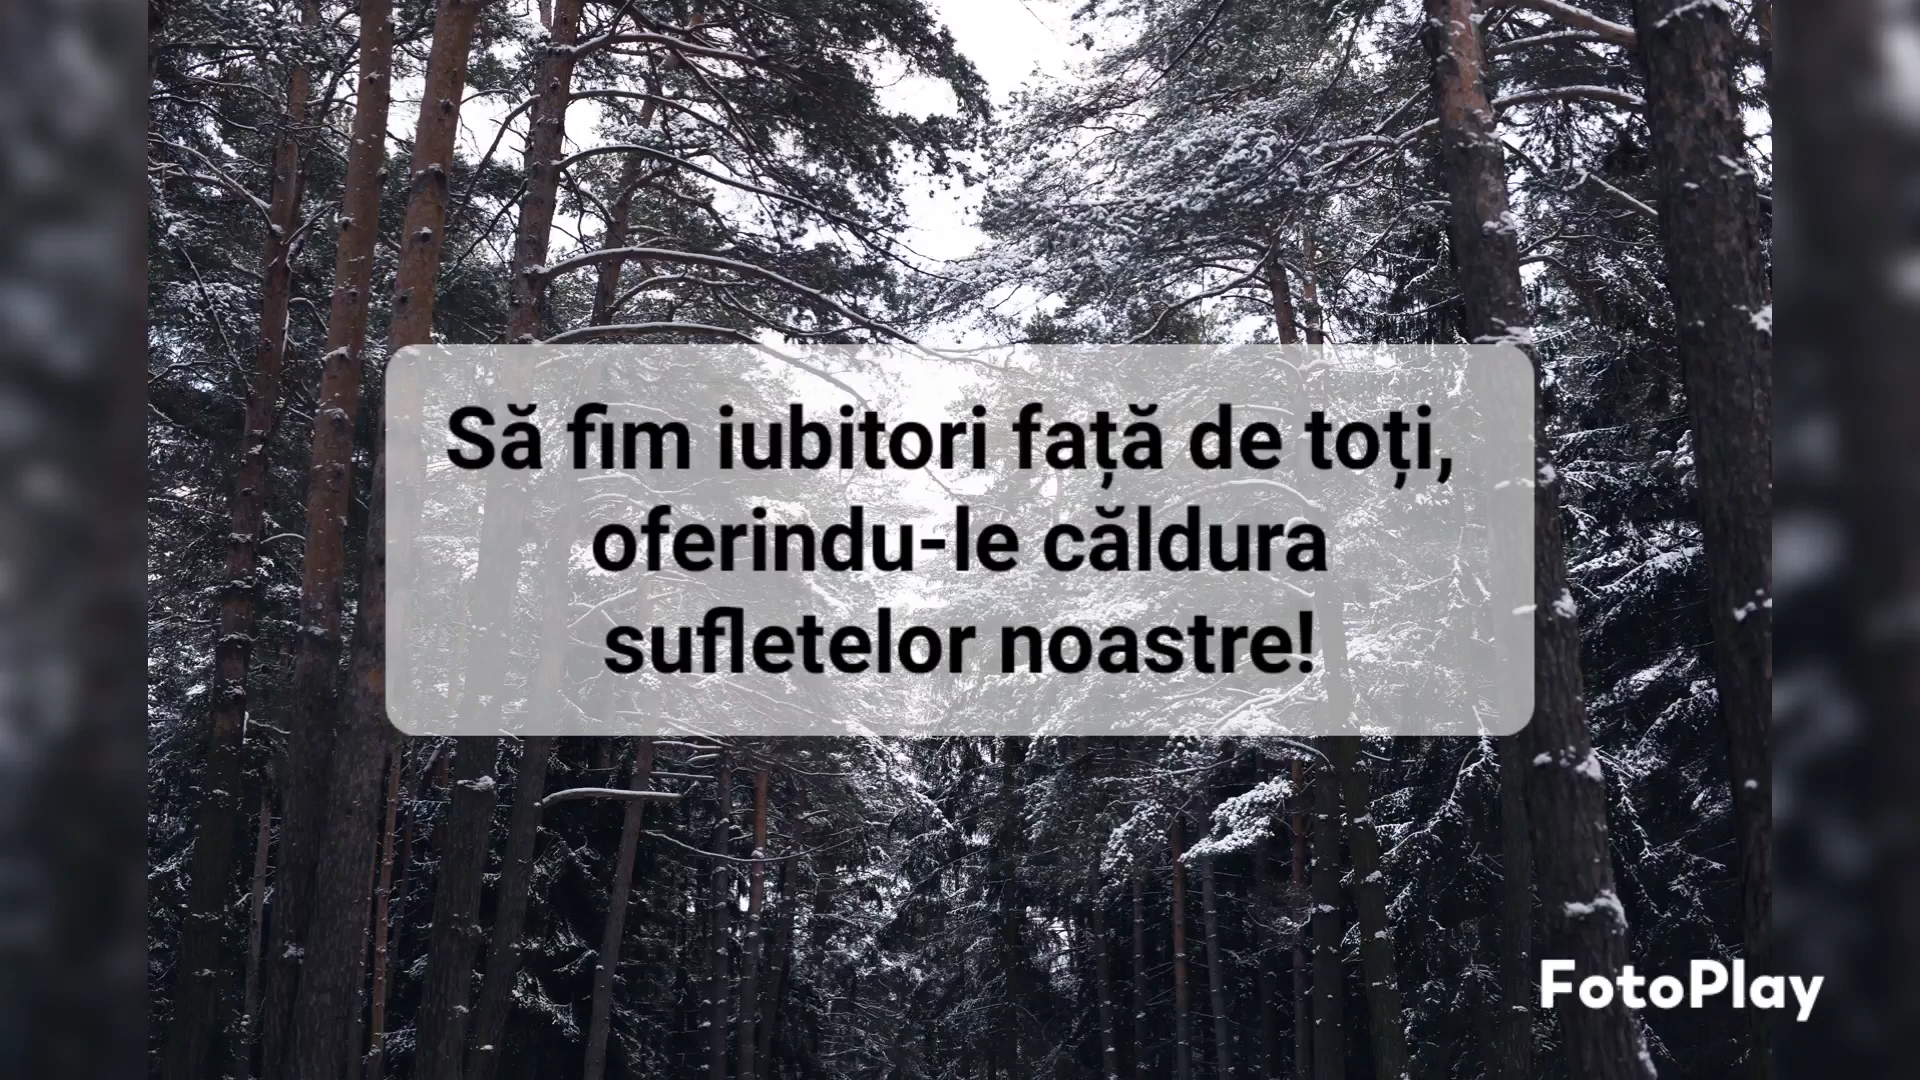 Să fim iubitori față de toți,
oferindu-le căldura
sufletelor noastre!
FotoPlay